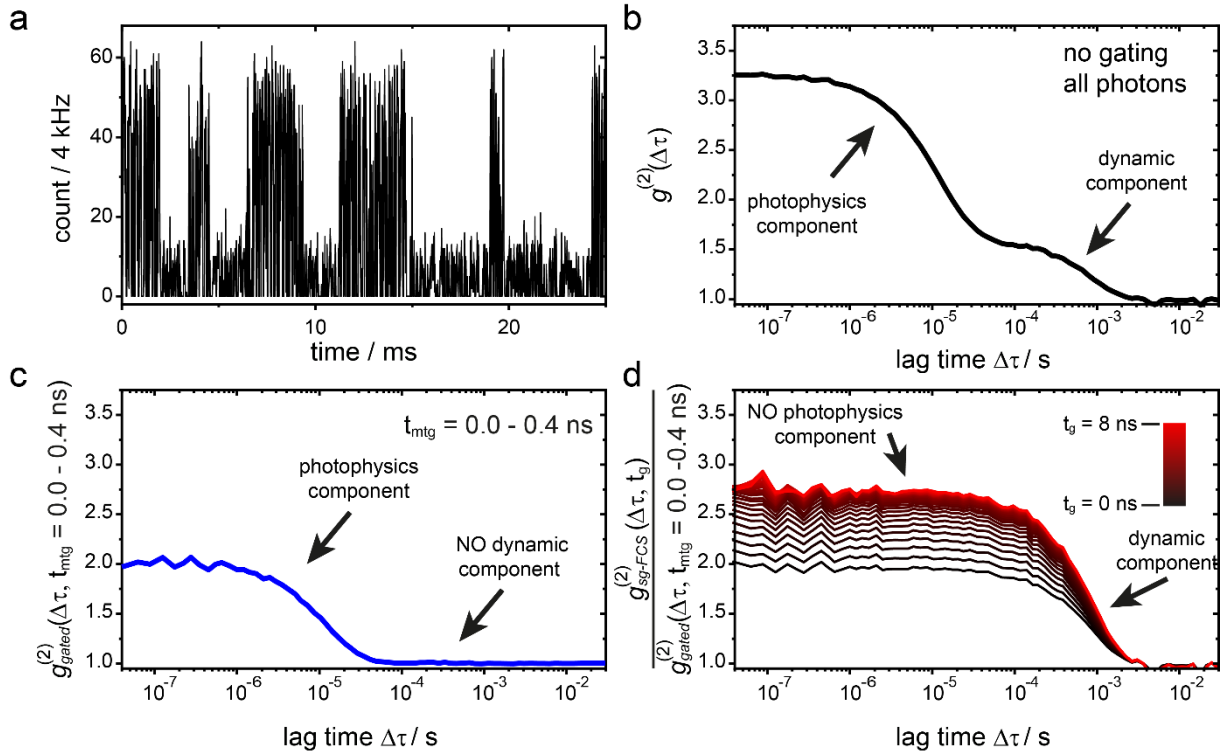 a
count / 4 kHz
60
40
20
0
0
10
20
time / ms
b
g⁽²⁾(Δτ)
3.5
3.0
2.5
2.0
1.5
1.0
no gating
all photons
photophysics
component
dynamic
component
10⁻⁷ 10⁻⁶ 10⁻⁵ 10⁻⁴ 10⁻³ 10⁻²
lag time Δτ / s
c
g⁽²⁾gated(Δτ, tmtg = 0.0 - 0.4 ns)
3.5
3.0
2.5
2.0
1.5
1.0
tmtg = 0.0 - 0.4 ns
photophysics
component
NO dynamic
component
10⁻⁷ 10⁻⁶ 10⁻⁵ 10⁻⁴ 10⁻³ 10⁻²
lag time Δτ / s
d
g⁽²⁾sg-FCS(Δτ, tg)
g⁽²⁾gated(Δτ, tmtg = 0.0 -0.4 ns)
3.5
3.0
2.5
2.0
1.5
1.0
NO photophysics
component
tg = 8 ns
tg = 0 ns
dynamic
component
10⁻⁷ 10⁻⁶ 10⁻⁵ 10⁻⁴ 10⁻³ 10⁻²
lag time Δτ / s